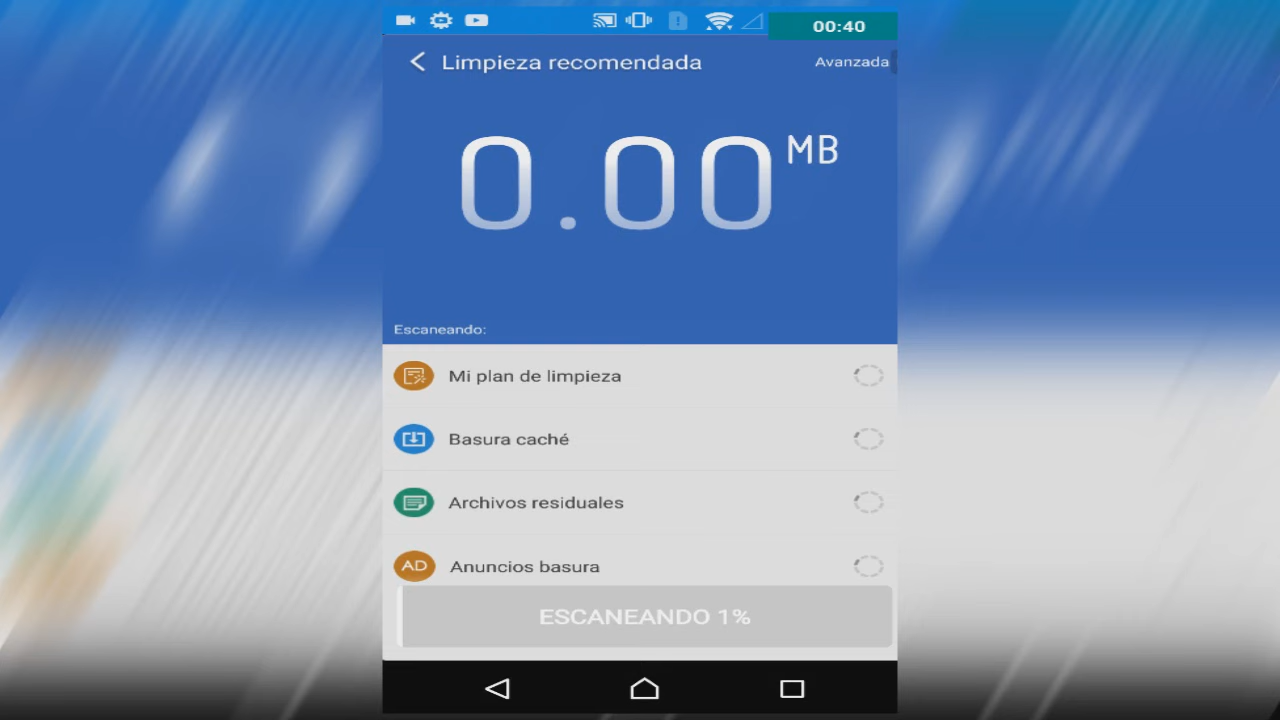 00:40
Limpieza recomendada
Avanzada
0.00 MB
Escaneando:
Mi plan de limpieza
Basura caché
Archivos residuales
AD Anuncios basura
ESCANEANDO 1%